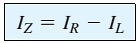 I_Z = I_R − I_L